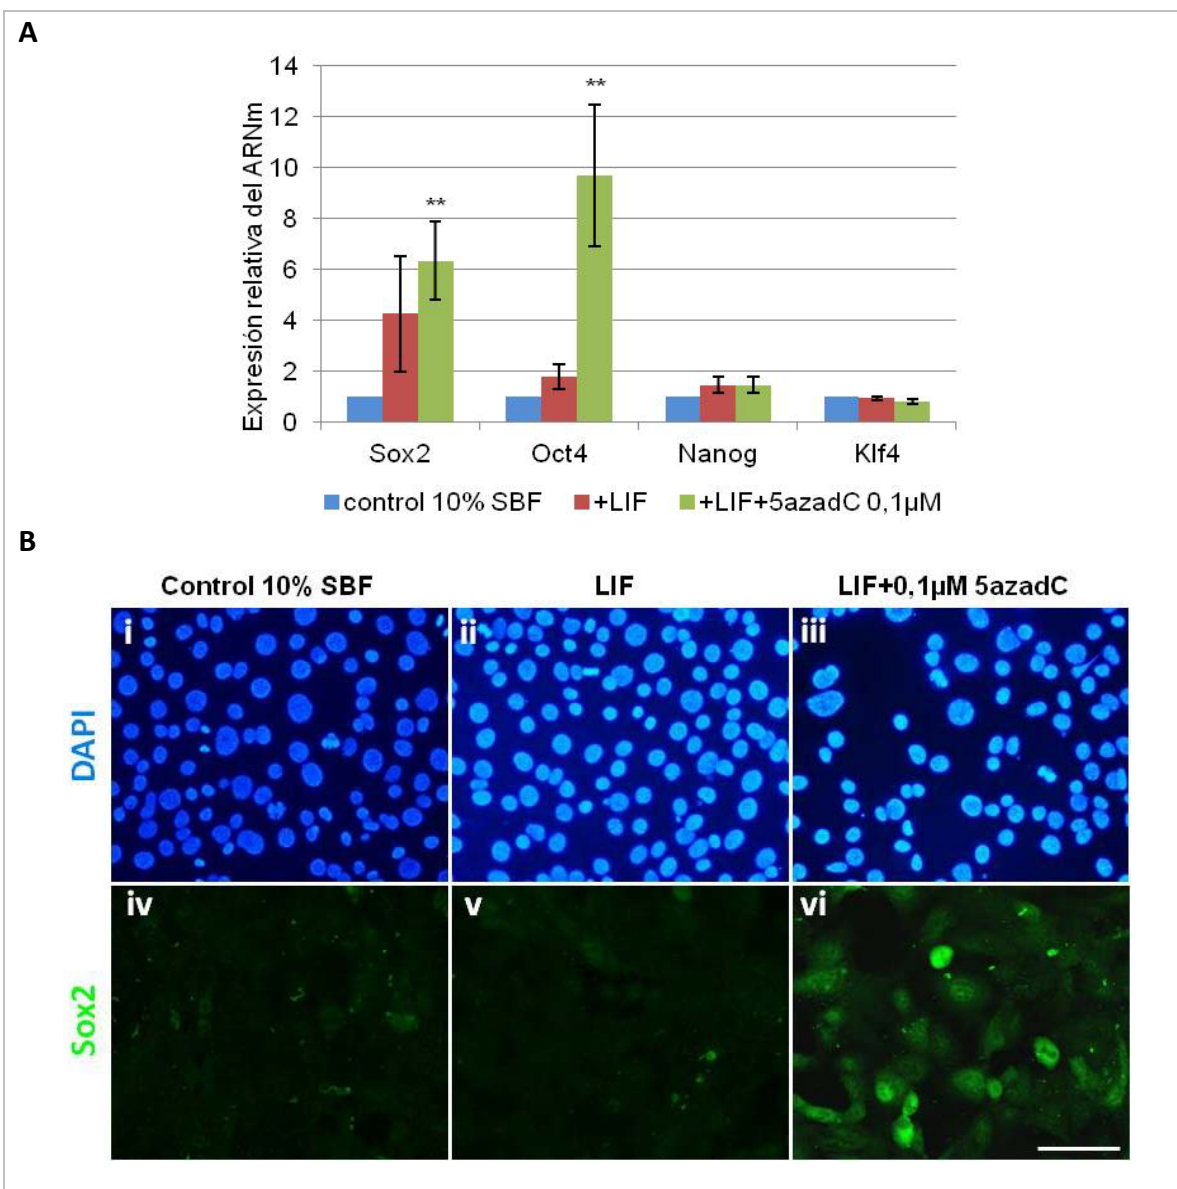 A
14
12
10
8
6
4
2
0
Expresión relativa del ARNm
**
**
Sox2 Oct4 Nanog Klf4
control 10% SBF +LIF +LIF+5azadC 0,1µM
B
Control 10% SBF LIF LIF+0,1µM 5azadC
DAPI
i ii iii
Sox2
iv v vi